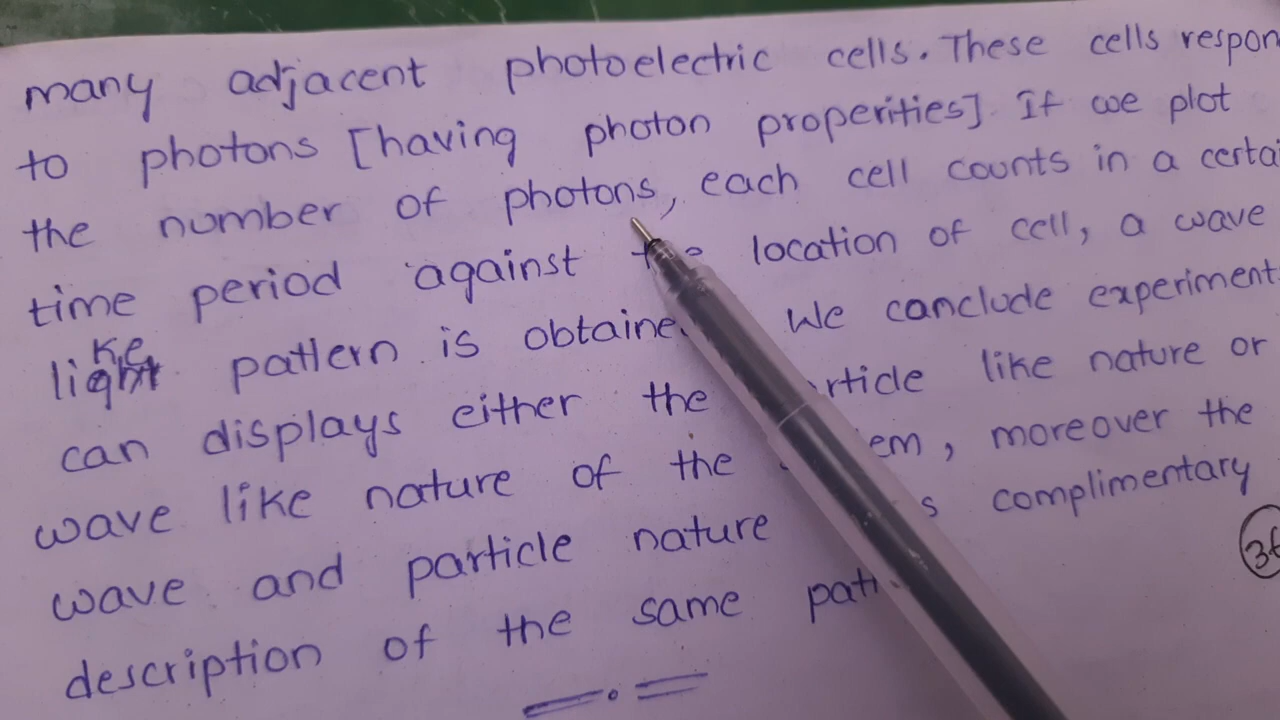 many adjacent photoelectric cells. These cells respon
to photons [having photon properities] If we plot
the number of photons, each cell counts in a certai
time period against location of cell, a wave
like pattern is obtained We canclude experiment
can displays either the rticle like nature or
wave like nature of the em, moreover the
wave and particle nature s complimentary
description of the same pat